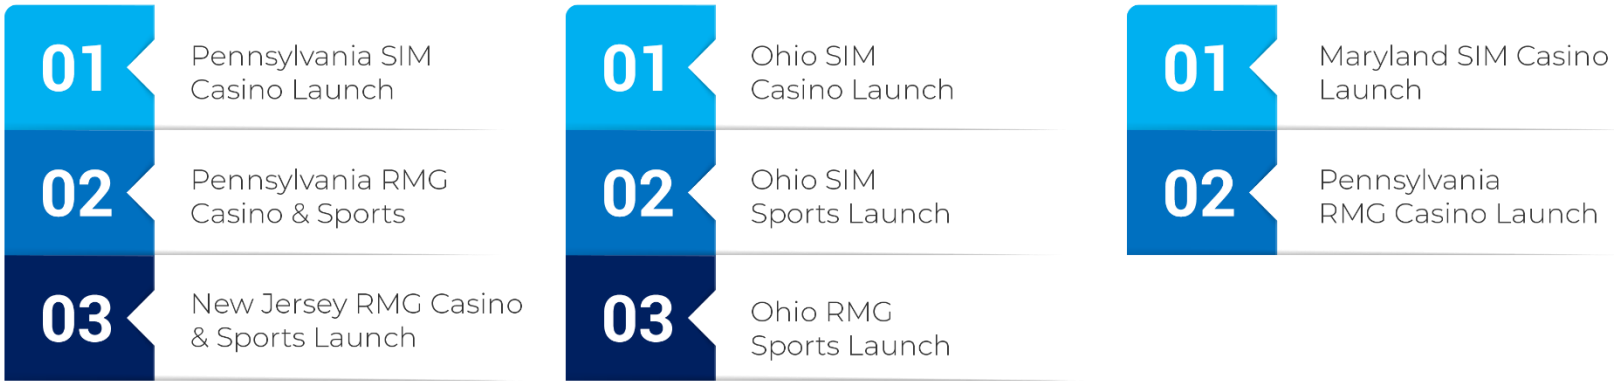 01
Pennsylvania SIM
Casino Launch
02
Pennsylvania RMG
Casino & Sports
03
New Jersey RMG Casino
& Sports Launch
01
Ohio SIM
Casino Launch
02
Ohio SIM
Sports Launch
03
Ohio RMG
Sports Launch
01
Maryland SIM Casino
Launch
02
Pennsylvania
RMG Casino Launch